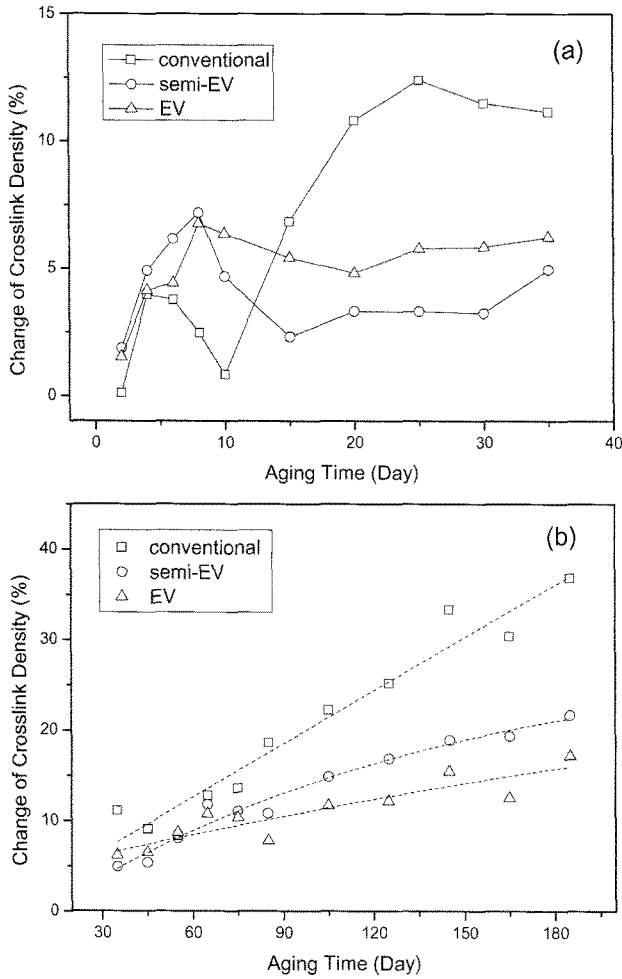 15
10
5
0
Change of Crosslink Density (%)
conventional
semi-EV
EV
(a)
0
10
20
30
40
Aging Time (Day)
40
30
20
10
0
Change of Crosslink Density (%)
conventional
semi-EV
EV
(b)
30
60
90
120
150
180
Aging Time (Day)